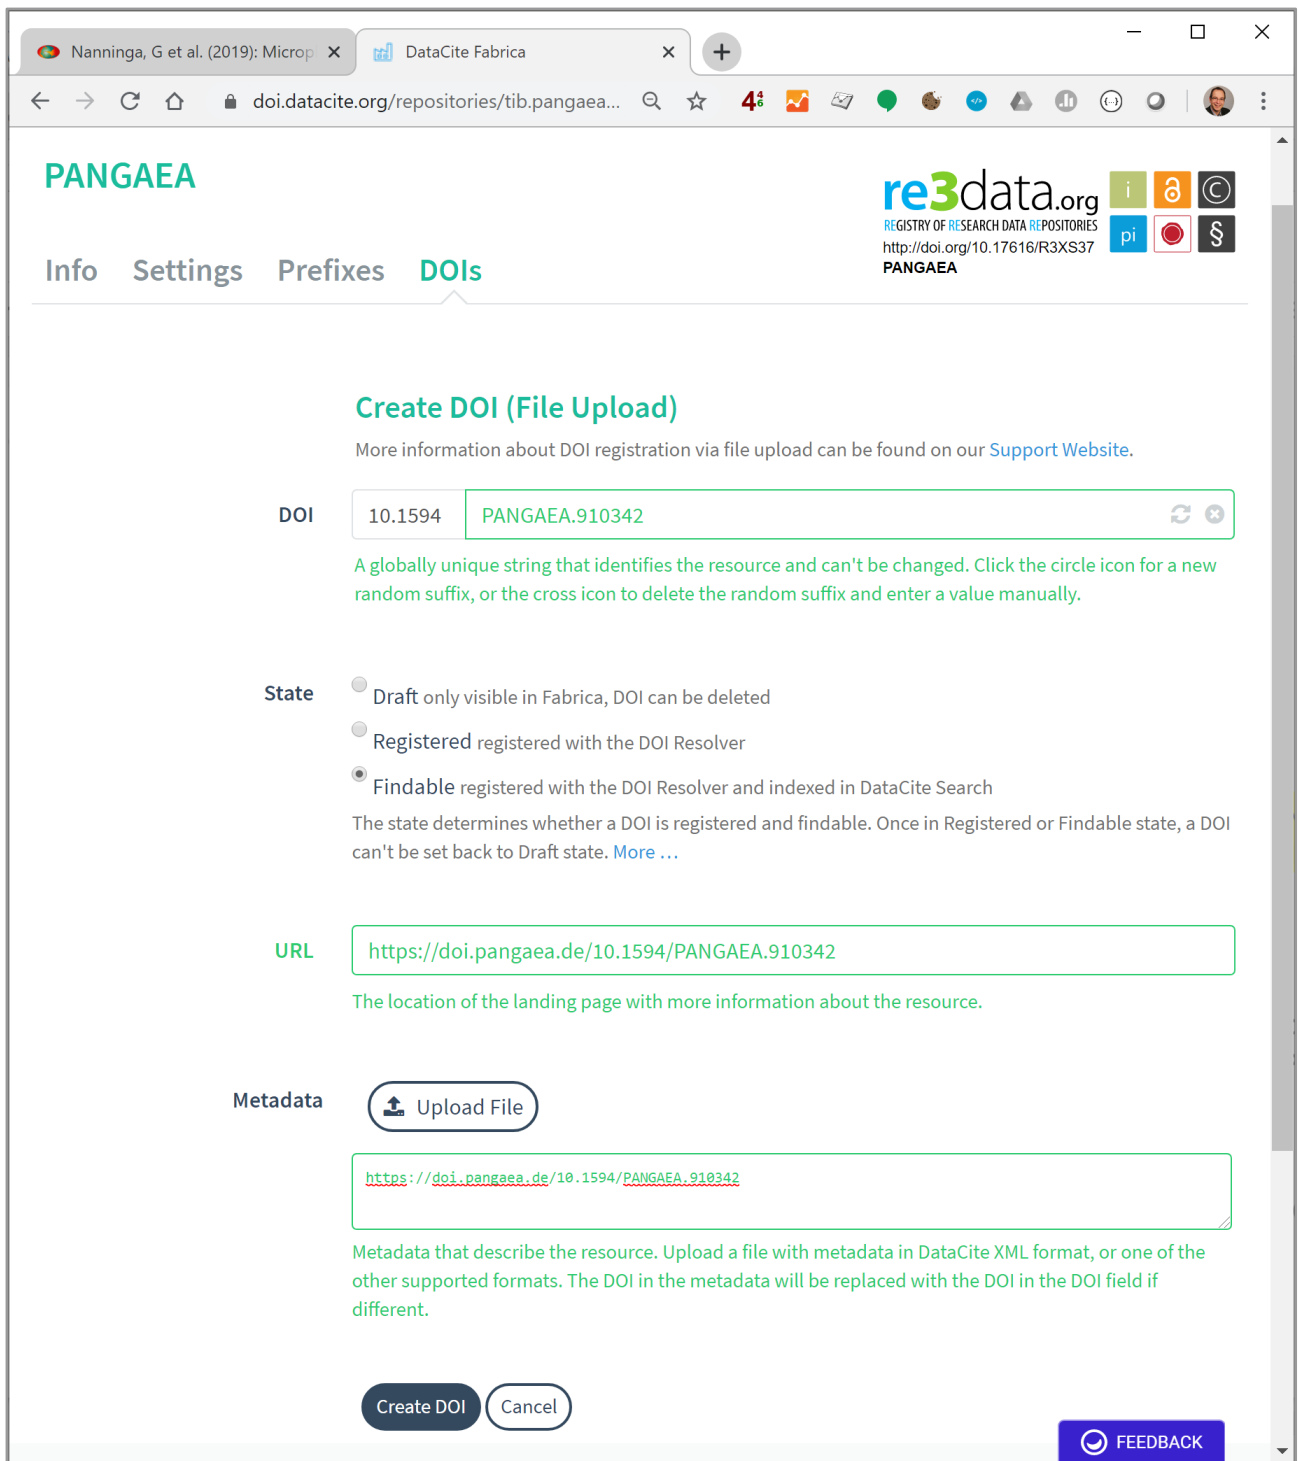 Nanninga, G et al. (2019): Microp
DataCite Fabrica
doi.datacite.org/repositories/tib.pangaea...
PANGAEA
re3data.org
REGISTRY OF RESEARCH DATA REPOSITORIES
http://doi.org/10.17616/R3XS37
PANGAEA
i
pi
§
Info Settings Prefixes DOIs
Create DOI (File Upload)
More information about DOI registration via file upload can be found on our Support Website.
DOI 10.1594 PANGAEA.910342
A globally unique string that identifies the resource and can't be changed. Click the circle icon for a new
random suffix, or the cross icon to delete the random suffix and enter a value manually.
State
Draft only visible in Fabrica, DOI can be deleted
Registered registered with the DOI Resolver
Findable registered with the DOI Resolver and indexed in DataCite Search
The state determines whether a DOI is registered and findable. Once in Registered or Findable state, a DOI
can't be set back to Draft state. More …
URL https://doi.pangaea.de/10.1594/PANGAEA.910342
The location of the landing page with more information about the resource.
Metadata Upload File
https://doi.pangaea.de/10.1594/PANGAEA.910342
Metadata that describe the resource. Upload a file with metadata in DataCite XML format, or one of the
other supported formats. The DOI in the metadata will be replaced with the DOI in the DOI field if
different.
Create DOI Cancel
FEEDBACK